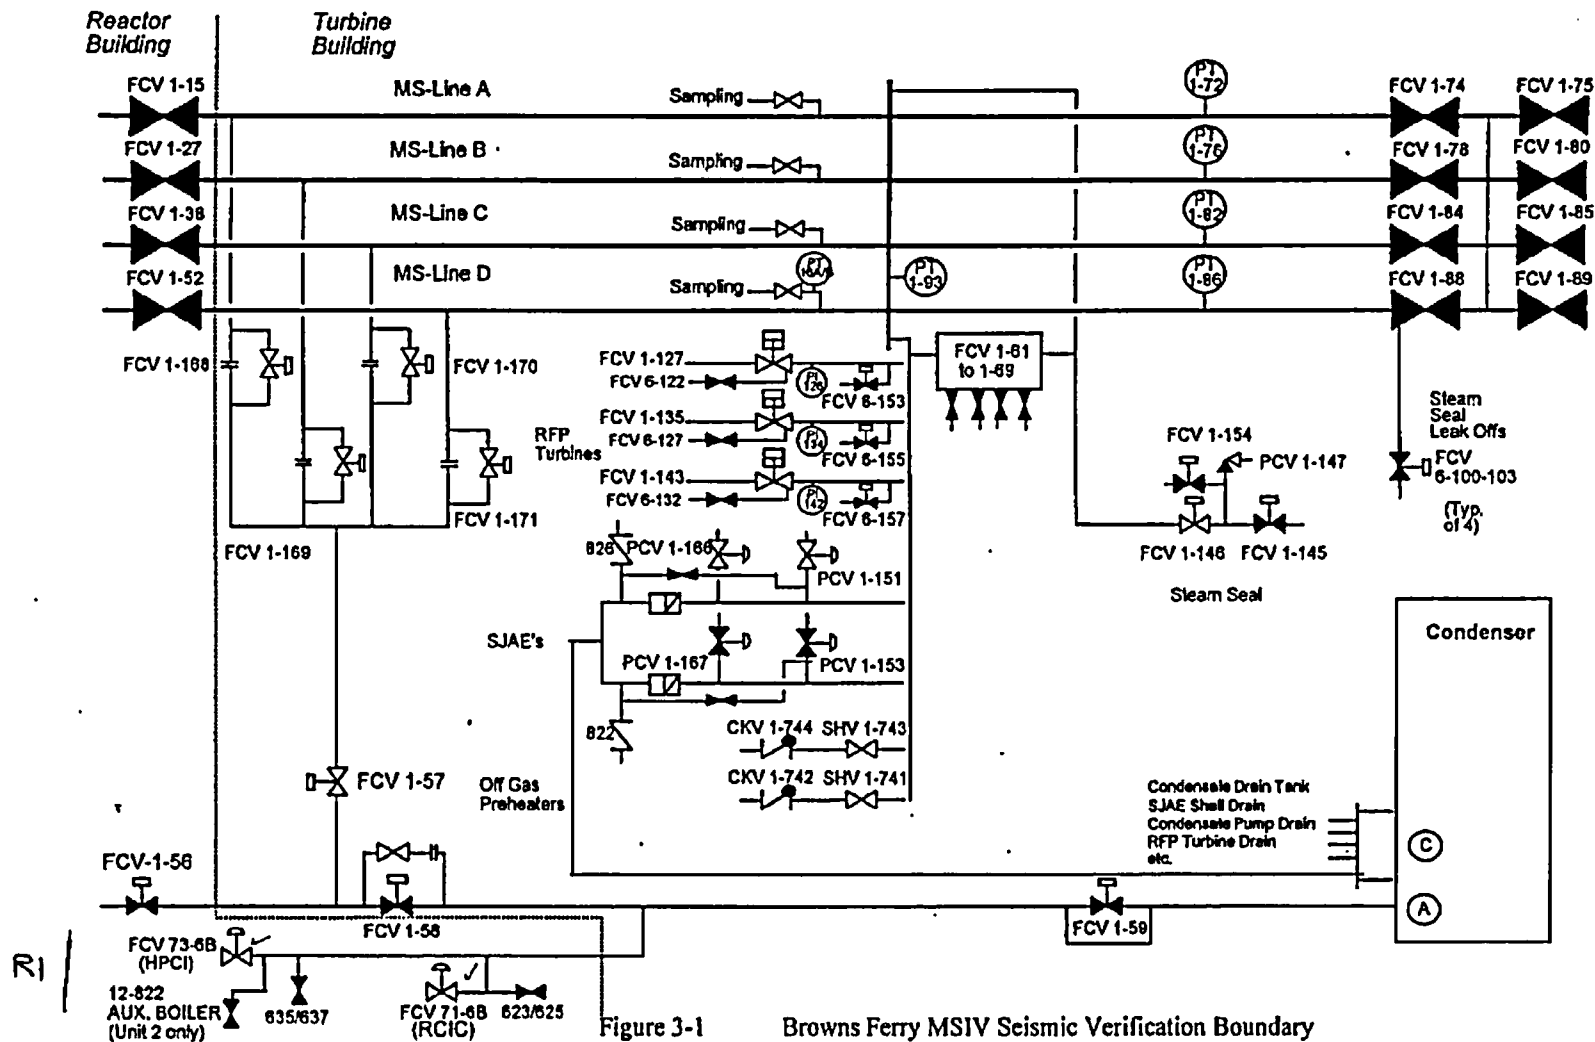 Reactor
Building
Turbine
Building
FCV 1-15
MS-Line A
Sampling
PT
1-72
FCV 1-74
FCV 1-75
FCV 1-27
MS-Line B
Sampling
PT
1-76
FCV 1-78
FCV 1-80
FCV 1-38
MS-Line C
Sampling
PT
1-82
FCV 1-84
FCV 1-85
FCV 1-52
MS-Line D
Sampling
PT
PT
1-93
PT
1-86
FCV 1-88
FCV 1-89
FCV 1-168
FCV 1-170
FCV 1-127
FCV 6-122
PI
126
FCV 6-153
FCV 1-61
to 1-69
FCV 1-135
FCV 6-127
PI
134
FCV 6-155
RFP
Turbines
FCV 1-143
FCV 6-132
PI
142
FCV 6-157
FCV 1-171
FCV 1-169
Steam
Seal
Leak Offs
FCV
6-100-103
(Typ.
of 4)
FCV 1-154
PCV 1-147
FCV 1-146
FCV 1-145
Steam Seal
826
PCV 1-166
PCV 1-151
SJAE's
PCV 1-167
PCV 1-153
822
CKV 1-744
SHV 1-743
CKV 1-742
SHV 1-741
Off Gas
Preheaters
FCV 1-57
Condenser
Condensate Drain Tank
SJAE Shell Drain
Condensate Pump Drain
RFP Turbine Drain
etc.
C
A
FCV-1-56
FCV 1-58
FCV 1-59
R1
FCV 73-6B
(HPCI)
12-822
AUX. BOILER
(Unit 2 only)
635/637
FCV 71-6B
(RCIC)
623/625
Figure 3-1 Browns Ferry MSIV Seismic Verification Boundary